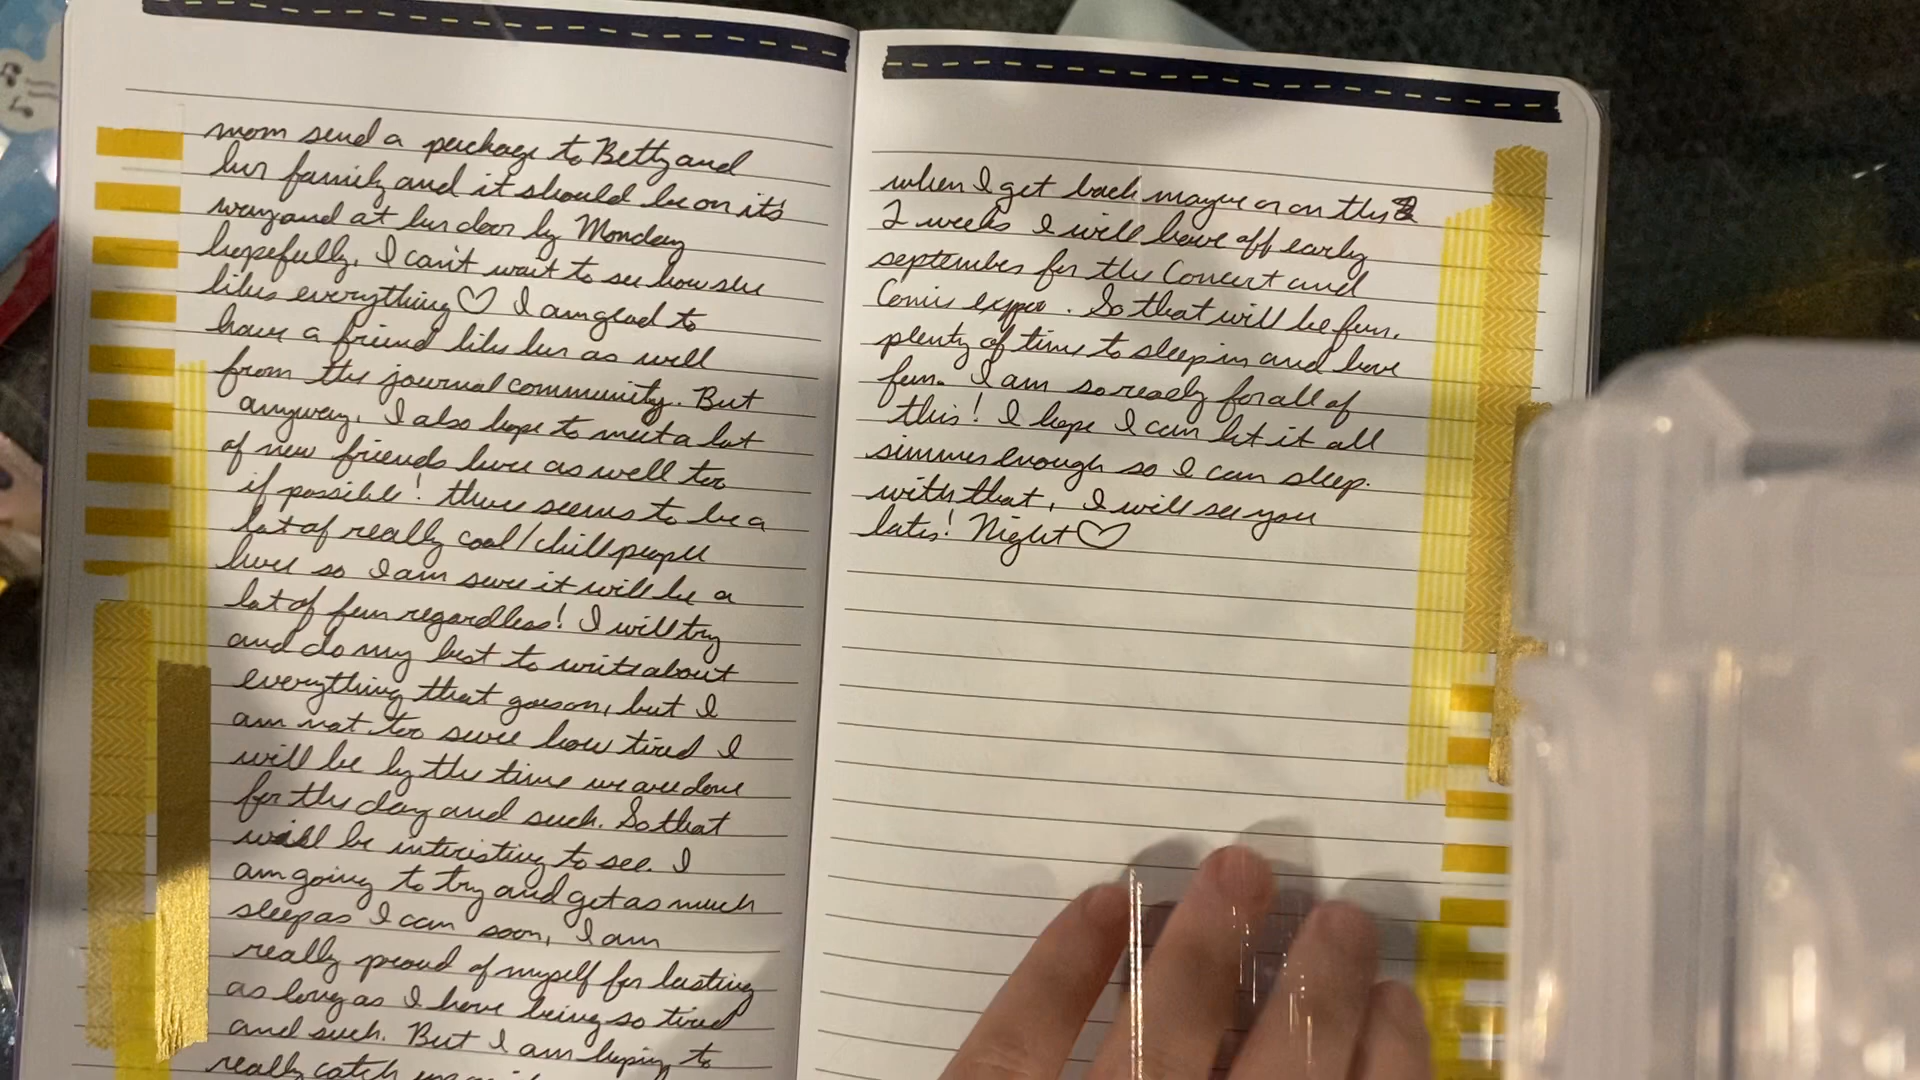 mom send a packege to Betty and
her family and it should be on it's
way and at her door by Monday
hopefully. I can't wait to see how she
likes everything♡ I am glad to
have a friend like her as well
from the journal community. But
anyway, I also hope to meet a lot
of new friends here as well too
if possible! there seems to be a
lot of really cool/chill people
here so I am sure it will be a
lot of fun regardless! I will try
and do my best to write about
everything that goes on, but I
am not too sure how tired I
will be by the time we are done
for the day and such. So that
will be interesting to see. I
am going to try and get as much
sleep as I can soon, I am
really proud of myself for lasting
as long as I have being so tired
and such. But I am hoping to
really catch
when I get back maybe or on the
2 weeks I will have off early
september for the Concert and
Comic expo. So that will be fun.
plenty of time to sleep in and have
fun. I am so ready for all of
this! I hope I can let it all
simmer enough so I can sleep.
with that, I will see you
later! Night♡